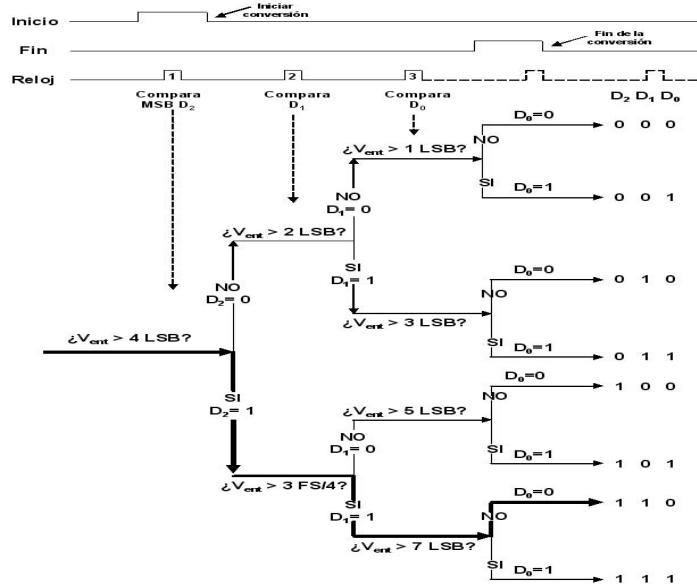 Inicio
Iniciar
conversión
Fin
Fin de la
conversión
Reloj
1
2
3
Compara
MSB D₂
Compara
D₁
Compara
D₀
D₂ D₁ D₀
D₀=0
0 0 0
NO
¿Vent > 1 LSB?
SI
D₀=1
0 0 1
NO
D₁= 0
¿Vent > 2 LSB?
SI
D₁= 1
D₀=0
0 1 0
NO
NO
D₂= 0
¿Vent > 3 LSB?
SI
D₀=1
0 1 1
¿Vent > 4 LSB?
D₀=0
1 0 0
SI
D₂= 1
¿Vent > 5 LSB?
NO
NO
D₁= 0
SI
D₀=1
1 0 1
¿Vent > 3 FS/4?
D₀=0
1 1 0
SI
D₁= 1
NO
¿Vent > 7 LSB?
SI
D₀=1
1 1 1